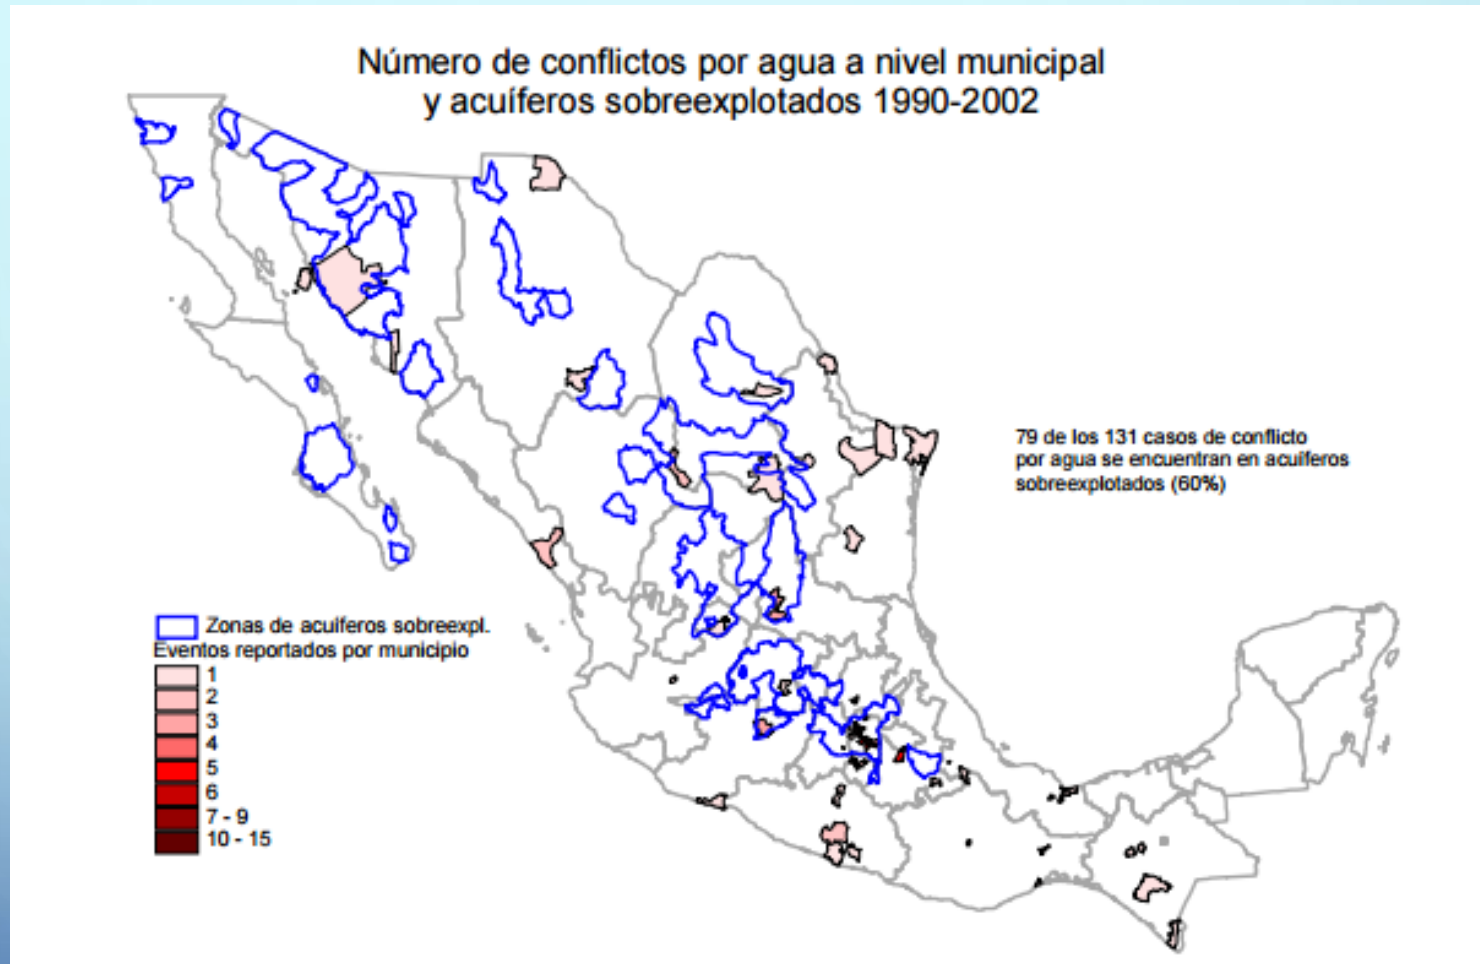 Número de conflictos por agua a nivel municipal
y acuíferos sobreexplotados 1990-2002
79 de los 131 casos de conflicto
por agua se encuentran en acuíferos
sobreexplotados (60%)
Zonas de acuíferos sobreexpl.
Eventos reportados por municipio
1
2
3
4
5
6
7 - 9
10 - 15